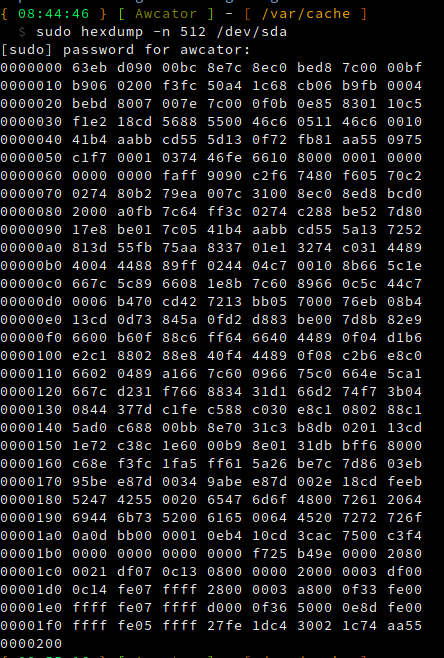 { 08:44:46 } [ Awcator ] - [ /var/cache ]
$ sudo hexdump -n 512 /dev/sda
[sudo] password for awcator:
0000000 63eb d090 00bc 8e7c 8ec0 bed8 7c00 00bf
0000010 b906 0200 f3fc 50a4 1c68 cb06 b9fb 0004
0000020 bebd 8007 007e 7c00 0f0b 0e85 8301 10c5
0000030 f1e2 18cd 5688 5500 46c6 0511 46c6 0010
0000040 41b4 aabb cd55 5d13 0f72 fb81 aa55 0975
0000050 c1f7 0001 0374 46fe 6610 8000 0001 0000
0000060 0000 0000 faff 9090 c2f6 7480 f605 70c2
0000070 0274 80b2 79ea 007c 3100 8ec0 8ed8 bcd0
0000080 2000 a0fb 7c64 ff3c 0274 c288 be52 7d80
0000090 17e8 be01 7c05 41b4 aabb cd55 5a13 7252
00000a0 813d 55fb 75aa 8337 01e1 3274 c031 4489
00000b0 4004 4488 89ff 0244 04c7 0010 8b66 5c1e
00000c0 667c 5c89 6608 1e8b 7c60 8966 0c5c 44c7
00000d0 0006 b470 cd42 7213 bb05 7000 76eb 08b4
00000e0 13cd 0d73 845a 0fd2 d883 be00 7d8b 82e9
00000f0 6600 b60f 88c6 ff64 6640 4489 0f04 d1b6
0000100 e2c1 8802 88e8 40f4 4489 0f08 c2b6 e8c0
0000110 6602 0489 a166 7c60 0966 75c0 664e 5ca1
0000120 667c d231 f766 8834 31d1 66d2 74f7 3b04
0000130 0844 377d c1fe c588 c030 e8c1 0802 88c1
0000140 5ad0 c688 00bb 8e70 31c3 b8db 0201 13cd
0000150 1e72 c38c 1e60 00b9 8e01 31db bff6 8000
0000160 c68e f3fc 1fa5 ff61 5a26 be7c 7d86 03eb
0000170 95be e87d 0034 9abe e87d 002e 18cd feeb
0000180 5247 4255 0020 6547 6d6f 4800 7261 2064
0000190 6944 6b73 5200 6165 0064 4520 7272 726f
00001a0 0a0d bb00 0001 0eb4 10cd 3cac 7500 c3f4
00001b0 0000 0000 0000 0000 f725 b49e 0000 2080
00001c0 0021 df07 0c13 0800 0000 2000 0003 df00
00001d0 0c14 fe07 ffff 2800 0003 a800 0f33 fe00
00001e0 ffff fe07 ffff d000 0f36 5000 0e8d fe00
00001f0 ffff fe05 ffff 27fe 1dc4 3002 1c74 aa55
0000200